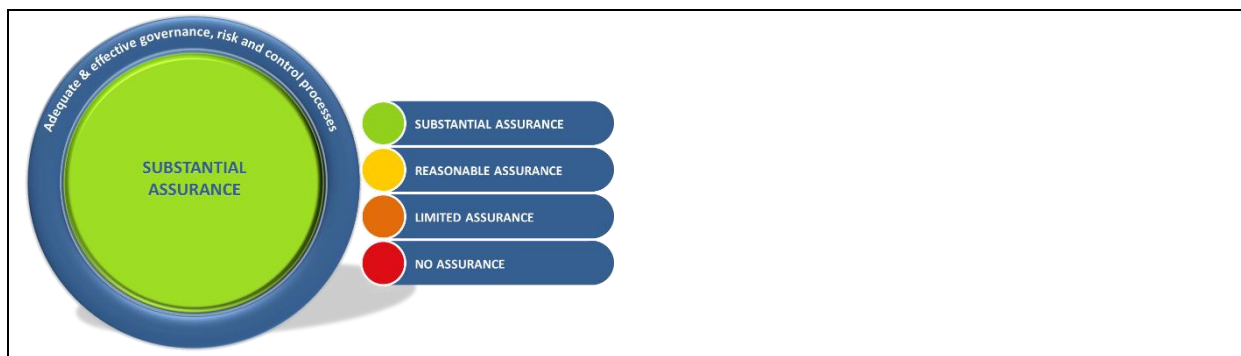 Adequate & effective governance, risk and control processes
SUBSTANTIAL
ASSURANCE
SUBSTANTIAL ASSURANCE
REASONABLE ASSURANCE
LIMITED ASSURANCE
NO ASSURANCE